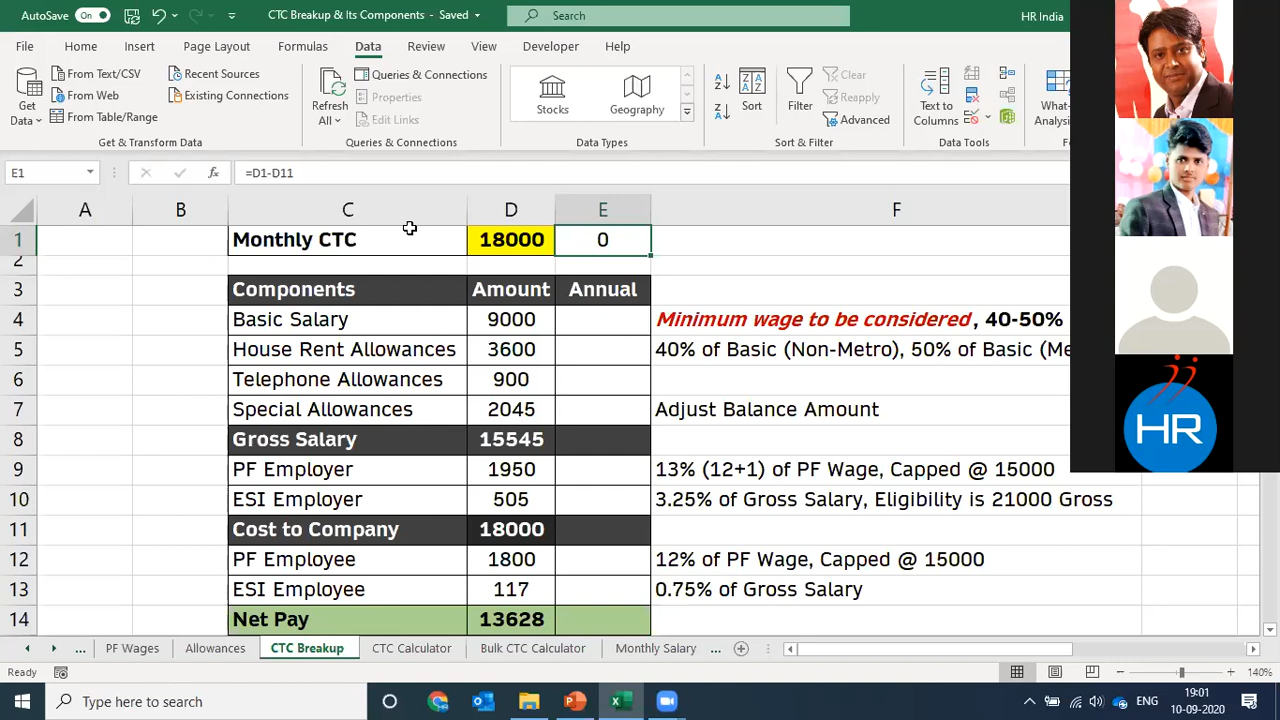 AutoSave On CTC Breakup & Its Components - Saved Search HR India
File Home Insert Page Layout Formulas Data Review View Developer Help
Get Data From Text/CSV From Web From Table/Range Recent Sources Existing Connections
Refresh All Queries & Connections Properties Edit Links
Stocks Geography
Sort Filter Clear Reapply Advanced
Text to Columns What- Analysis
Get & Transform Data Queries & Connections Data Types Sort & Filter Data Tools Fo
E1 fx =D1-D11
A B C D E F
1 Monthly CTC 18000 0
2
3 Components Amount Annual
4 Basic Salary 9000 Minimum wage to be considered, 40-50%
5 House Rent Allowances 3600 40% of Basic (Non-Metro), 50% of Basic (Me
6 Telephone Allowances 900
7 Special Allowances 2045 Adjust Balance Amount
8 Gross Salary 15545
9 PF Employer 1950 13% (12+1) of PF Wage, Capped @ 15000
10 ESI Employer 505 3.25% of Gross Salary, Eligibility is 21000 Gross
11 Cost to Company 18000
12 PF Employee 1800 12% of PF Wage, Capped @ 15000
13 ESI Employee 117 0.75% of Gross Salary
14 Net Pay 13628
HR
... PF Wages Allowances CTC Breakup CTC Calculator Bulk CTC Calculator Monthly Salary ...
Ready 140%
Type here to search ENG 19:01
10-09-2020